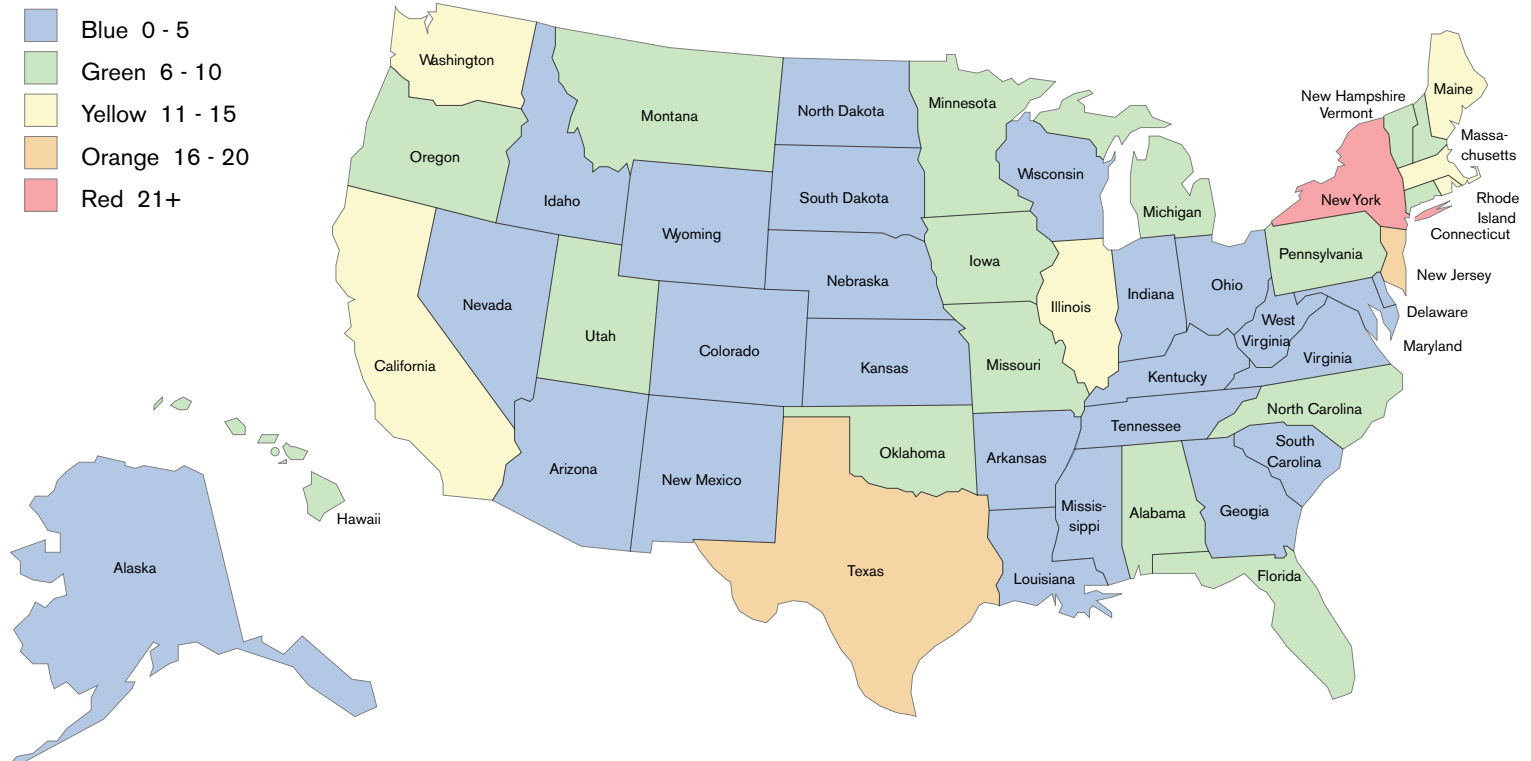 Blue 0 - 5
Green 6 - 10
Yellow 11 - 15
Orange 16 - 20
Red 21+
Washington
Oregon
California
Idaho
Nevada
Montana
Wyoming
Utah
Arizona
Colorado
New Mexico
North Dakota
South Dakota
Nebraska
Kansas
Oklahoma
Texas
Minnesota
Iowa
Missouri
Arkansas
Louisiana
Wisconsin
Illinois
Michigan
Indiana
Ohio
Kentucky
Tennessee
Missis-
sippi
Alabama
Georgia
Florida
South
Carolina
North Carolina
West
Virginia
Virginia
Pennsylvania
New York
New Hampshire
Vermont
Maine
Massa-
chusetts
Rhode
Island
Connecticut
New Jersey
Delaware
Maryland
Hawaii
Alaska